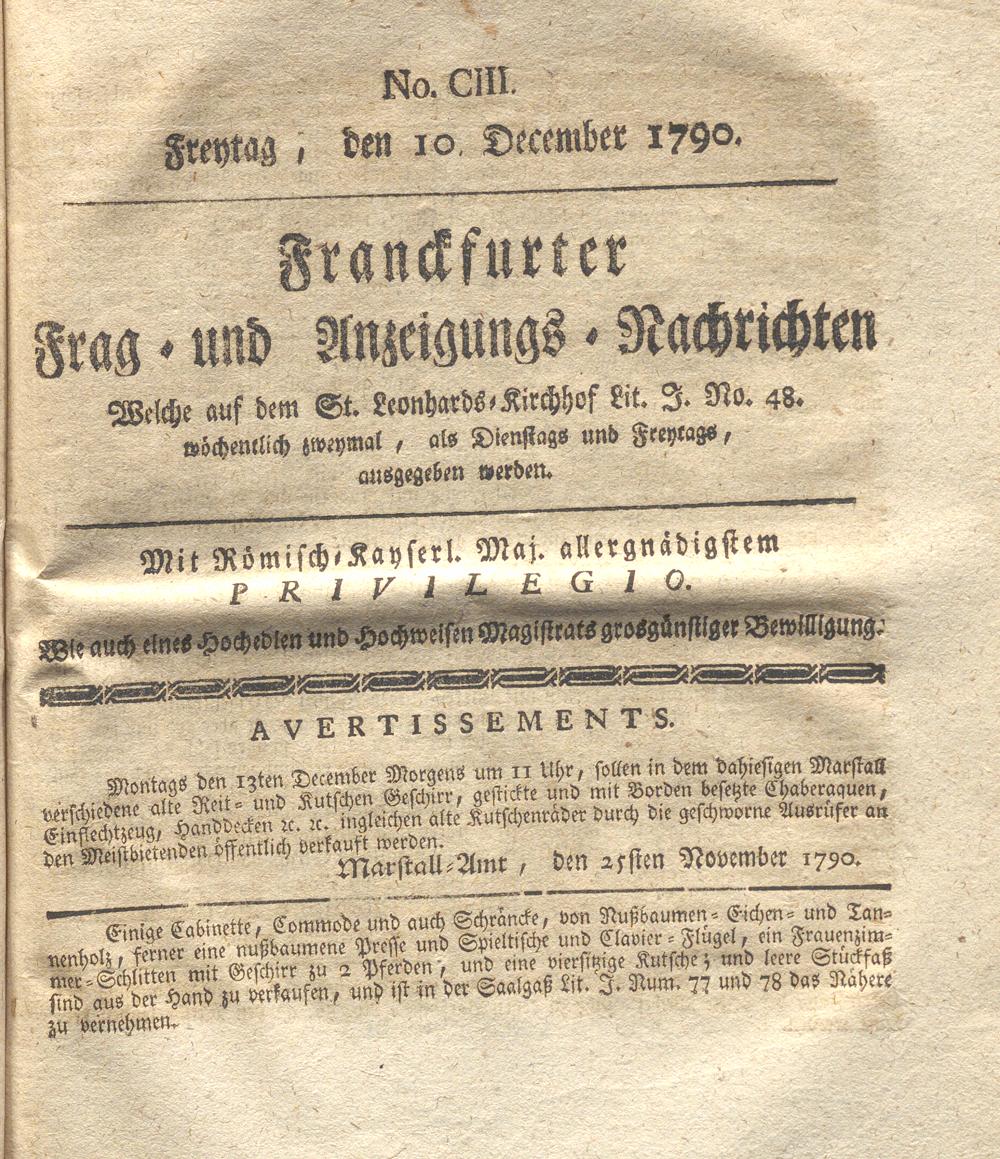 No. CIII.
Freytag, den 10. December 1790.
Franckfurter
Frag- und Anzeigungs-Nachrichten
Welche auf dem St. Leonhards-Kirchhof Lit. J. No. 48.
wöchentlich zweymal, als Dienstags und Freytags,
ausgegeben werden.
Mit Römisch-Kayserl. Maj. allergnädigstem
PRIVILEGIO.
Wie auch eines Hochedlen und Hochweisen Magistrats grosgünstiger Bewilligung.
AVERTISSEMENTS.
Montags den 13ten December Morgens um 11 Uhr, sollen in dem dahiesigen Marstall
verschiedene alte Reit- und Kutschen Geschirr, gestickte und mit Borden besetzte Chaberaquen,
Einflechtzeug, Handdecken ꝛc. ꝛc. ingleichen alte Kutschenräder durch die geschworne Ausrüfer an
den Meistbietenden öffentlich verkauft werden.
Marstall-Amt, den 25sten November 1790.
Einige Cabinette, Commode und auch Schräncke, von Nußbaumen- Eichen- und Tan-
nenholz, ferner eine nußbaumene Presse und Spieltische und Clavier-Flügel, ein Frauenzim-
mer-Schlitten mit Geschirr zu 2 Pferden, und eine viersitzige Kutsche; und leere Stückfaß
sind aus der Hand zu verkaufen, und ist in der Saalgaß Lit. J. Num. 77 und 78 das Nähere
zu vernehmen.